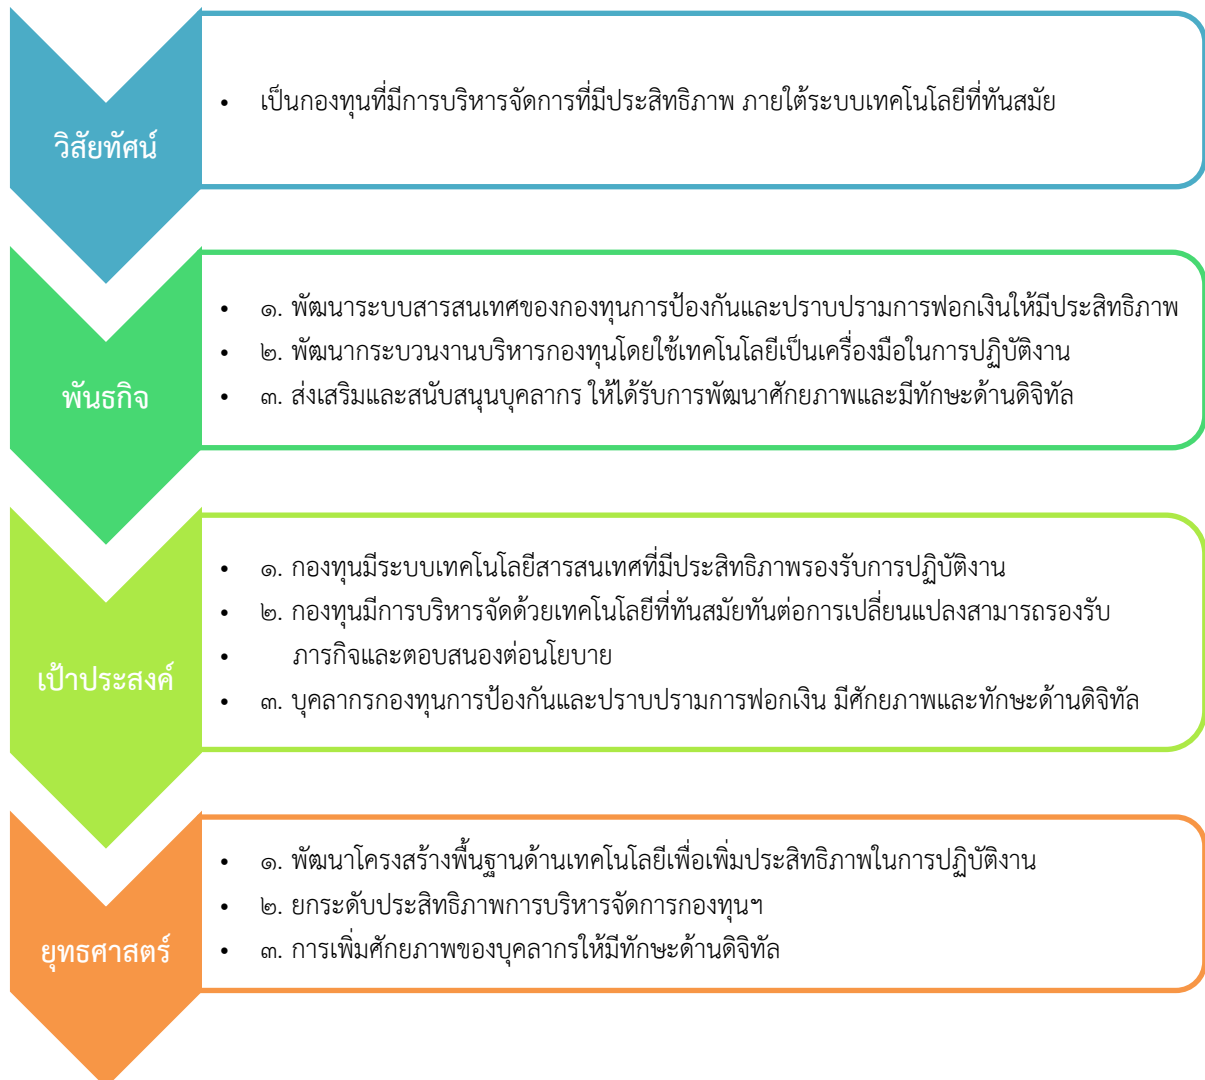 วิสัยทัศน์
• เป็นกองทุนที่มีการบริหารจัดการที่มีประสิทธิภาพ ภายใต้ระบบเทคโนโลยีที่ทันสมัย
พันธกิจ
• ๑. พัฒนาระบบสารสนเทศของกองทุนการป้องกันและปราบปรามการฟอกเงินให้มีประสิทธิภาพ
• ๒. พัฒนากระบวนงานบริหารกองทุนโดยใช้เทคโนโลยีเป็นเครื่องมือในการปฏิบัติงาน
• ๓. ส่งเสริมและสนับสนุนบุคลากร ให้ได้รับการพัฒนาศักยภาพและมีทักษะด้านดิจิทัล
เป้าประสงค์
• ๑. กองทุนมีระบบเทคโนโลยีสารสนเทศที่มีประสิทธิภาพรองรับการปฏิบัติงาน
• ๒. กองทุนมีการบริหารจัดด้วยเทคโนโลยีที่ทันสมัยทันต่อการเปลี่ยนแปลงสามารถรองรับ
• ภารกิจและตอบสนองต่อนโยบาย
• ๓. บุคลากรกองทุนการป้องกันและปราบปรามการฟอกเงิน มีศักยภาพและทักษะด้านดิจิทัล
ยุทธศาสตร์
• ๑. พัฒนาโครงสร้างพื้นฐานด้านเทคโนโลยีเพื่อเพิ่มประสิทธิภาพในการปฏิบัติงาน
• ๒. ยกระดับประสิทธิภาพการบริหารจัดการกองทุนฯ
• ๓. การเพิ่มศักยภาพของบุคลากรให้มีทักษะด้านดิจิทัล